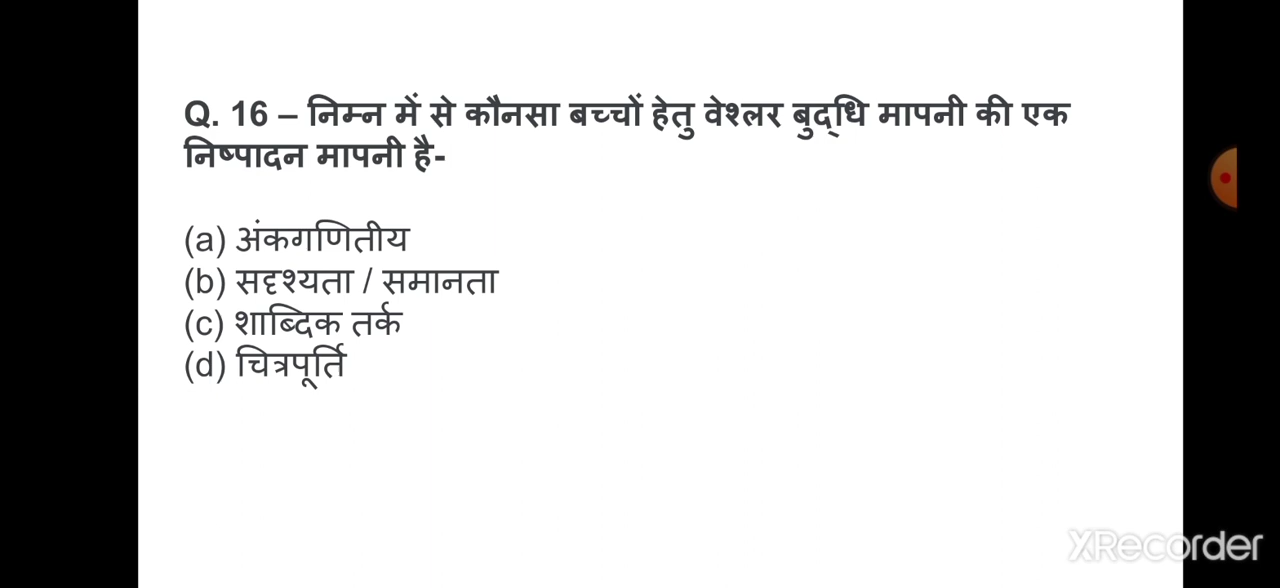 Q. 16 – निम्न में से कौनसा बच्चों हेतु वेश्लर बुद्धि मापनी की एक
निष्पादन मापनी है-
(a) अंकगणितीय
(b) सदृश्यता / समानता
(c) शाब्दिक तर्क
(d) चित्रपूर्ति
XRecorder